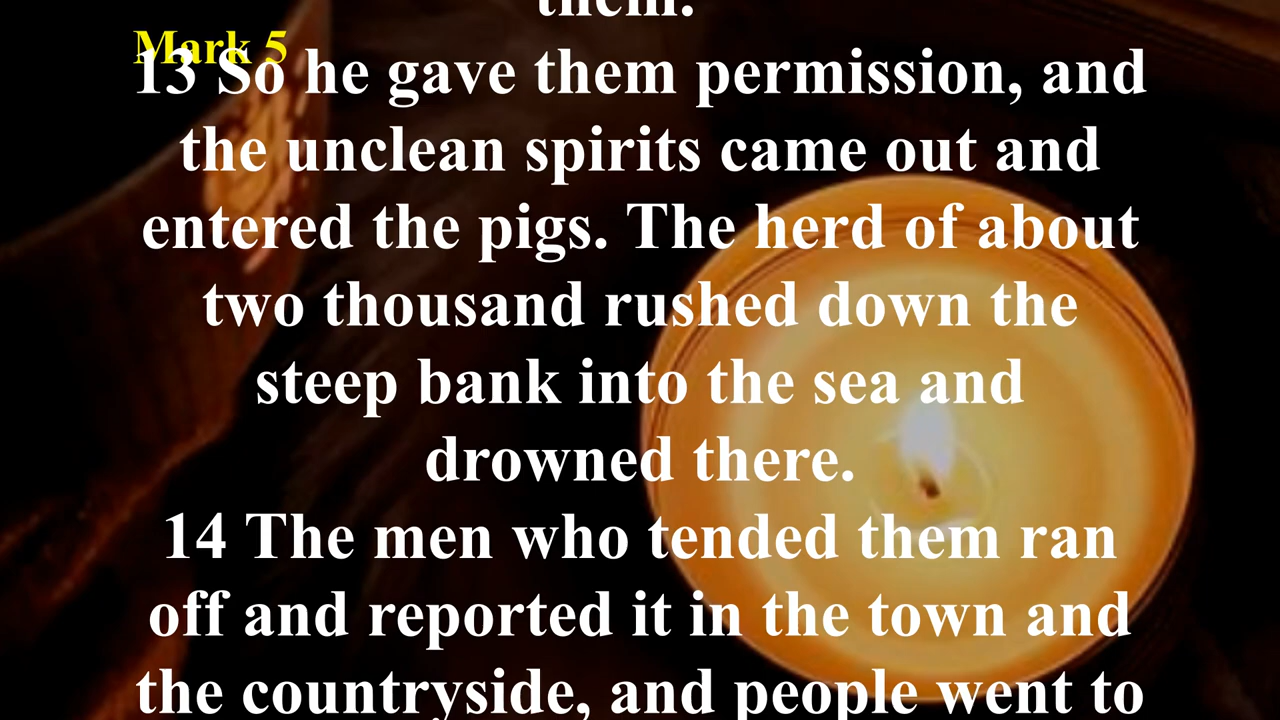 them.
Mark 5
13 So he gave them permission, and
the unclean spirits came out and
entered the pigs. The herd of about
two thousand rushed down the
steep bank into the sea and
drowned there.
14 The men who tended them ran
off and reported it in the town and
the countryside, and people went to